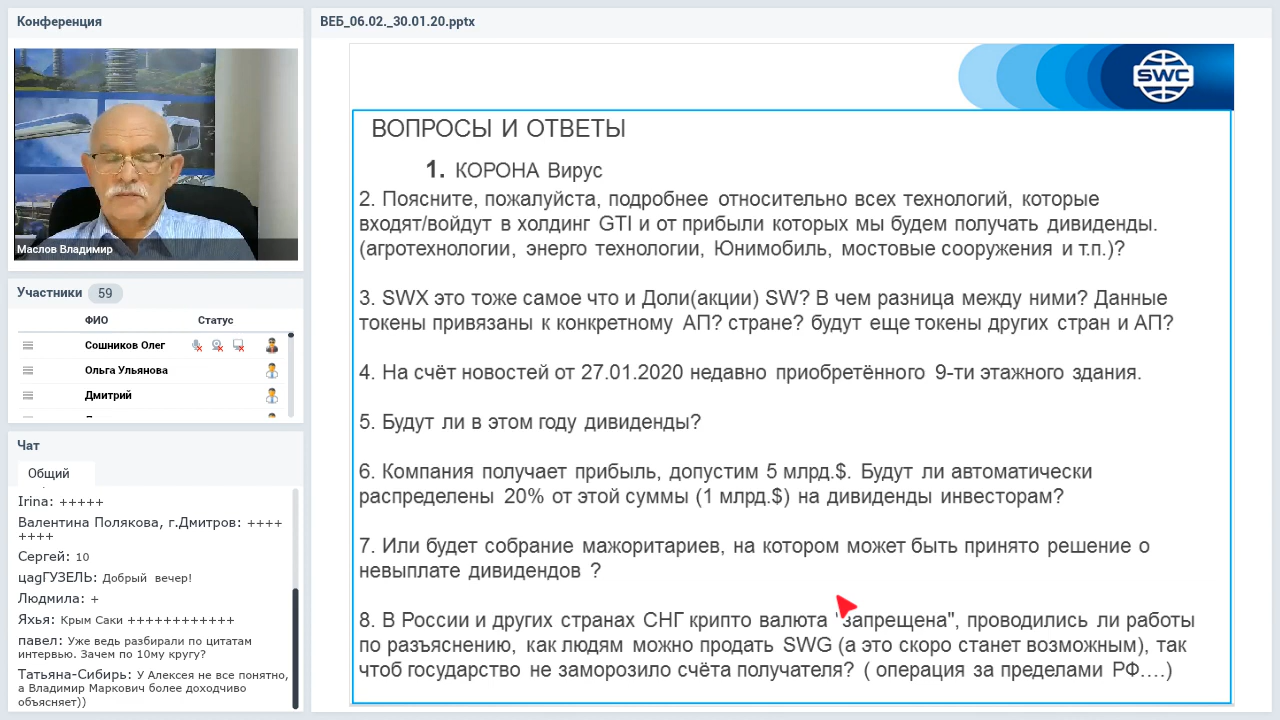 Конференция
Маслов Владимир
Участники 59
ФИО Статус
Сошников Олег
Ольга Ульянова
Дмитрий
Чат
Общий
Irina: +++++
Валентина Полякова, г.Дмитров: ++++
++++
Сергей: 10
цаgГУЗЕЛЬ: Добрый вечер!
Людмила: +
Яхья: Крым Саки ++++++++++++
павел: Уже ведь разбирали по цитатам
интервью. Зачем по 10му кругу?
Татьяна-Сибирь: У Алексея не все понятно,
а Владимир Маркович более доходчиво
объясняет))
ВЕБ_06.02._30.01.20.pptx
SWC
ВОПРОСЫ И ОТВЕТЫ
1. КОРОНА Вирус
2. Поясните, пожалуйста, подробнее относительно всех технологий, которые
входят/войдут в холдинг GTI и от прибыли которых мы будем получать дивиденды.
(агротехнологии, энерго технологии, Юнимобиль, мостовые сооружения и т.п.)?
3. SWX это тоже самое что и Доли(акции) SW? В чем разница между ними? Данные
токены привязаны к конкретному АП? стране? будут еще токены других стран и АП?
4. На счёт новостей от 27.01.2020 недавно приобретённого 9-ти этажного здания.
5. Будут ли в этом году дивиденды?
6. Компания получает прибыль, допустим 5 млрд.$. Будут ли автоматически
распределены 20% от этой суммы (1 млрд.$) на дивиденды инвесторам?
7. Или будет собрание мажоритариев, на котором может быть принято решение о
невыплате дивидендов ?
8. В России и других странах СНГ крипто валюта "запрещена", проводились ли работы
по разъяснению, как людям можно продать SWG (а это скоро станет возможным), так
чтоб государство не заморозило счёта получателя? ( операция за пределами РФ....)